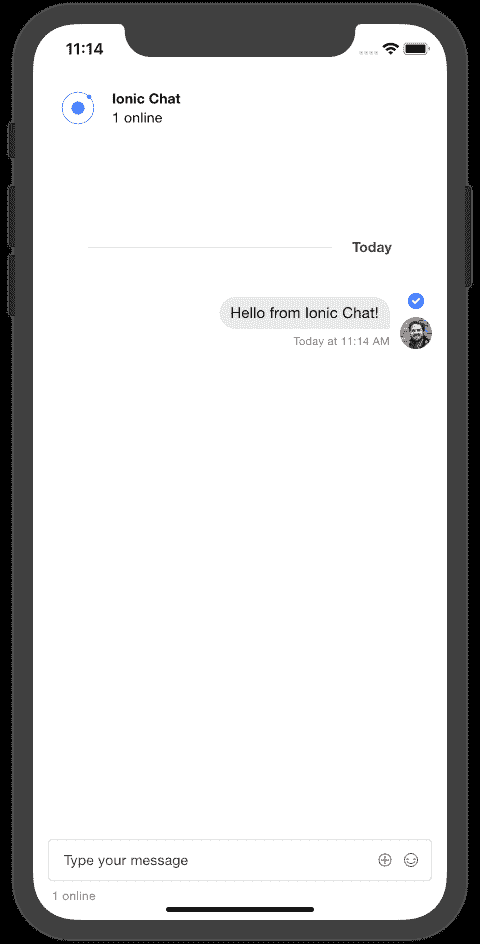 11:14
Ionic Chat
1 online
Today
Hello from Ionic Chat!
Today at 11:14 AM
Type your message
1 online